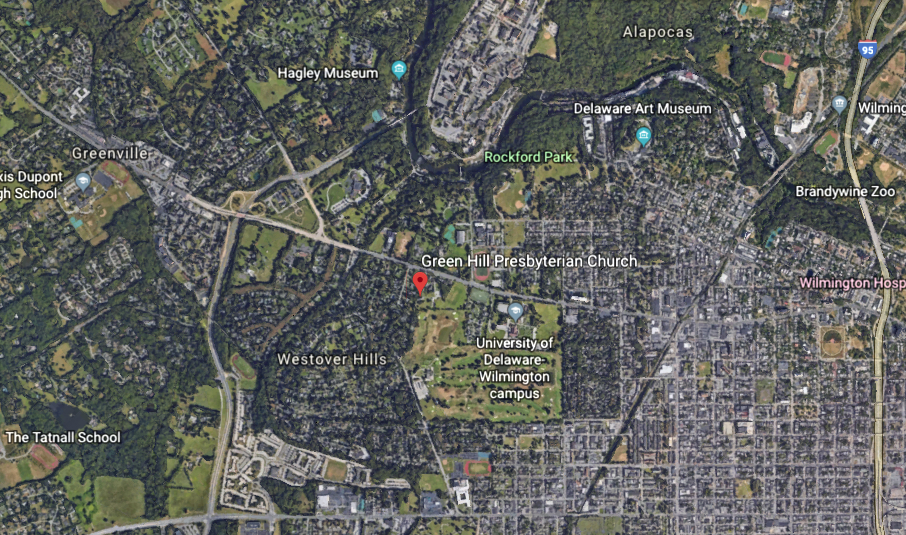 Alapocas
95
Hagley Museum
Delaware Art Museum
Wilming
Greenville
Rockford Park
xis Dupont
gh School
Brandywine Zoo
Green Hill Presbyterian Church
Wilmington Hosp
University of
Delaware-
Wilmington
campus
Westover Hills
The Tatnall School